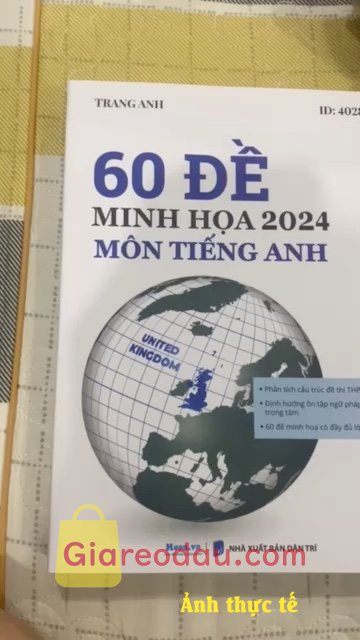 TRANG ANH
ID: 4028
60 ĐỀ
MINH HỌA 2024
MÔN TIẾNG ANH
UNITED
KINGDOM
• Phân tích cấu trúc đề thi THP
• Định hướng ôn tập ngữ pháp
trọng tâm
• 60 đề minh hoạ có đầy đủ lờ
NHÀ XUẤT BẢN DÂN TRÍ
Giareodau.com
Ảnh thực tế